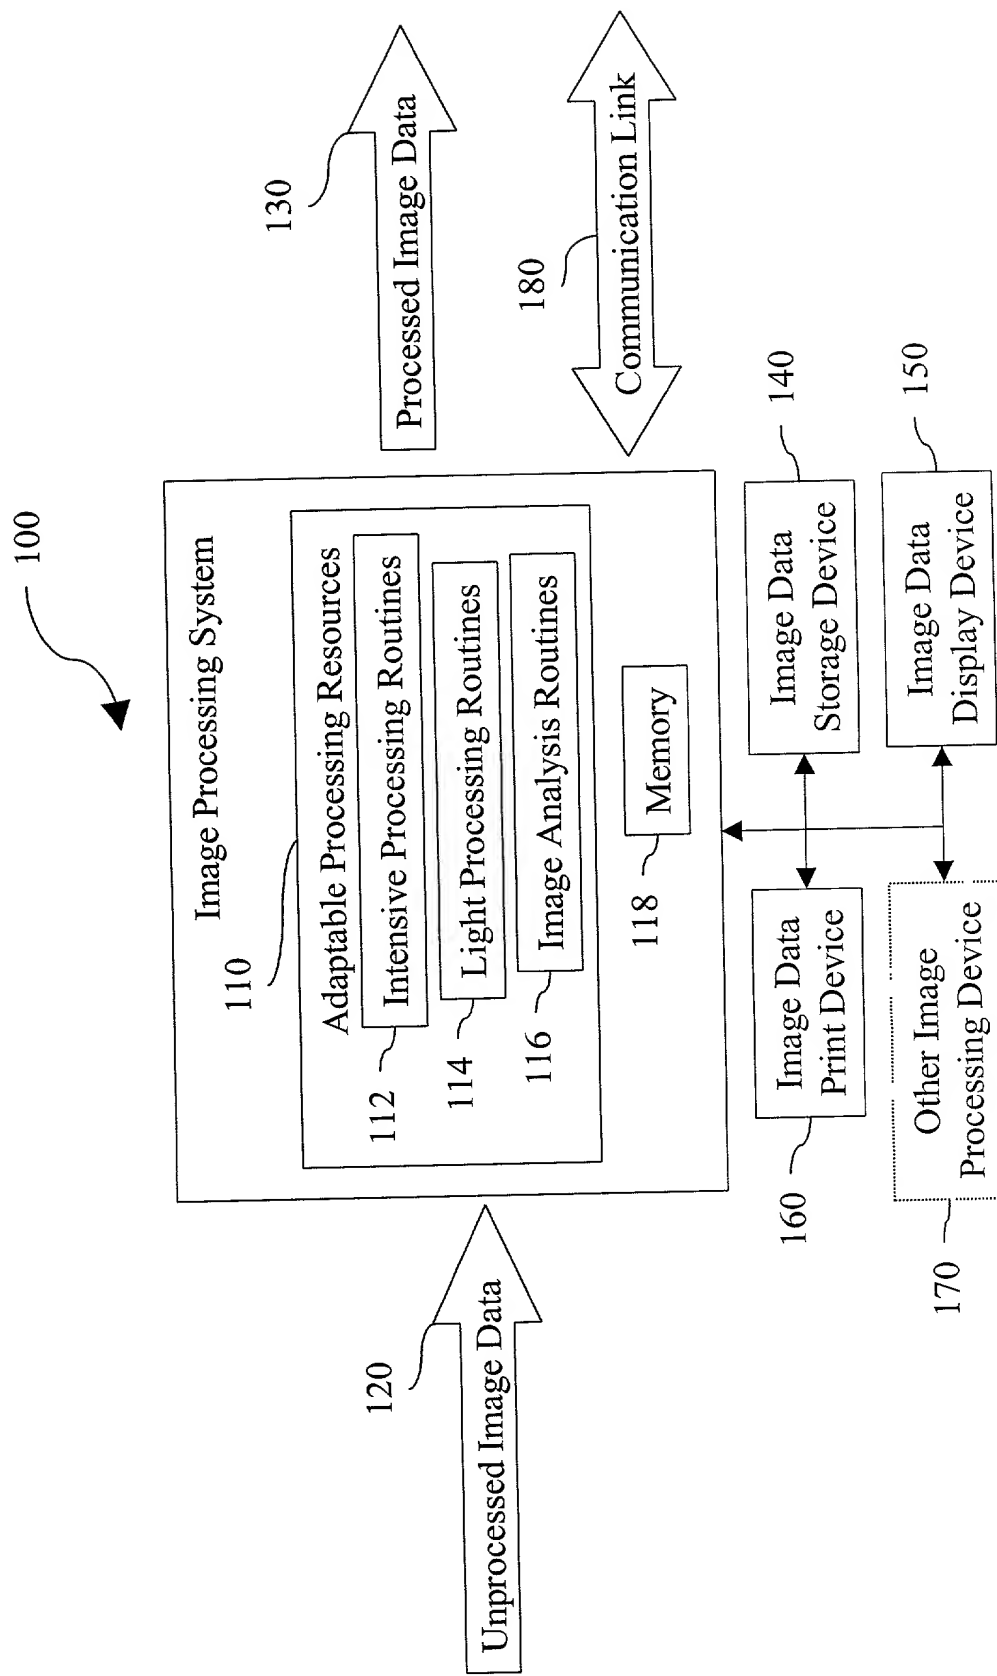 100
Image Processing System
110
Adaptable Processing Resources
112
Intensive Processing Routines
114
Light Processing Routines
116
Image Analysis Routines
118
Memory
120
Unprocessed Image Data
130
Processed Image Data
180
Communication Link
160
Image Data
Print Device
140
Image Data
Storage Device
170
Other Image
Processing Device
150
Image Data
Display Device